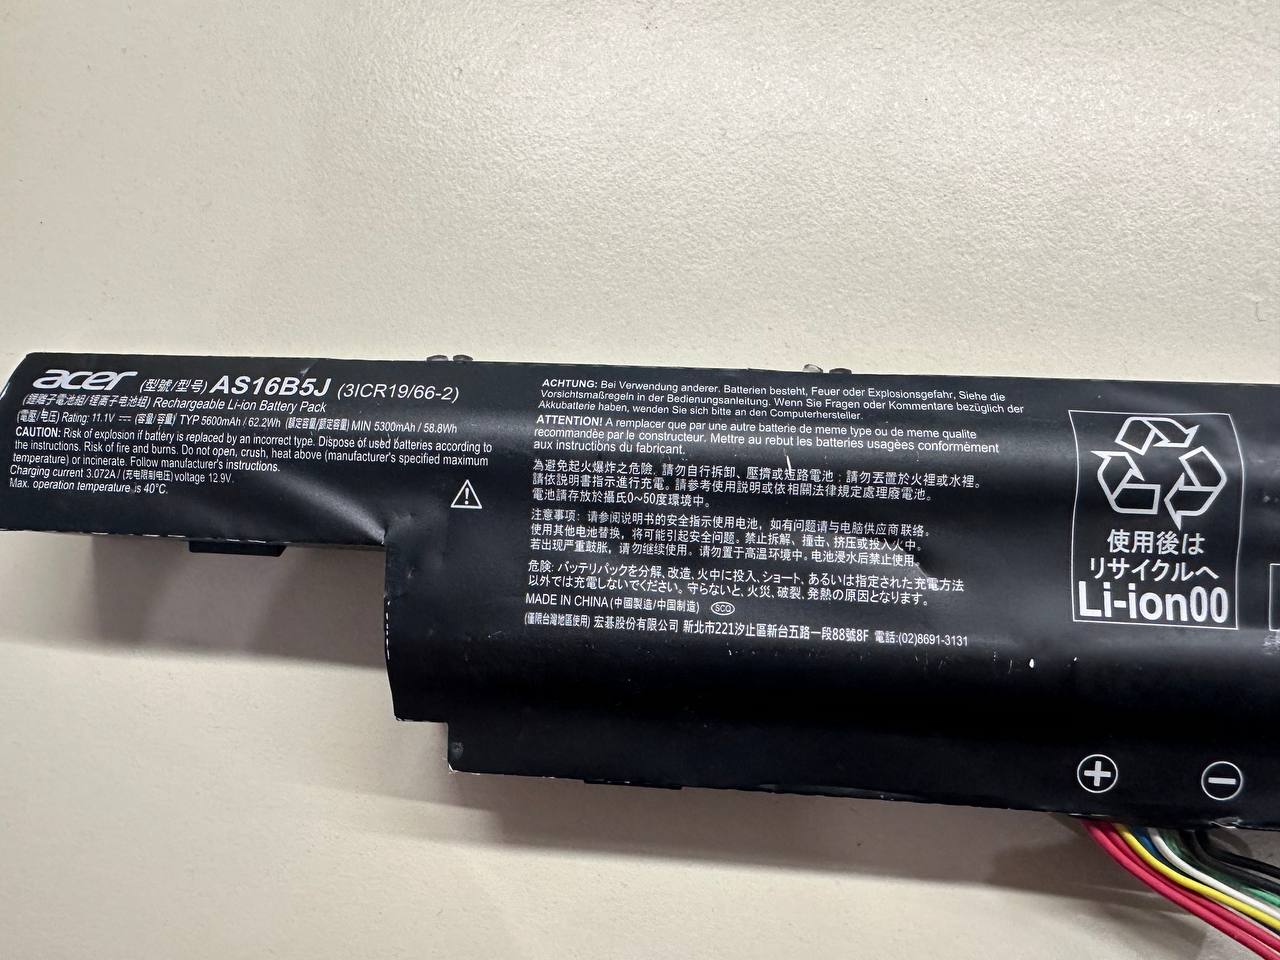 acer (型號/型号) AS16B5J (3ICR19/66-2)
(鋰離子電池組/锂离子电池组) Rechargeable Li-ion Battery Pack
(電壓/电压) Rating: 11.1V ⎓ (容量/容量) TYP 5600mAh / 62.2Wh (額定容量/额定容量) MIN 5300mAh / 58.8Wh
CAUTION: Risk of explosion if battery is replaced by an incorrect type. Dispose of used batteries according to
the instructions. Risk of fire and burns. Do not open, crush, heat above (manufacturer's specified maximum
temperature) or incinerate. Follow manufacturer's instructions.
Charging current 3.072A / (充电限制电压) voltage 12.9V.
Max. operation temperature is 40°C.
ACHTUNG: Bei Verwendung anderer. Batterien besteht, Feuer oder Explosionsgefahr, Siehe die
Vorsichtsmaßregeln in der Bedienungsanleitung. Wenn Sie Fragen oder Kommentare bezüglich der
Akkubatterie haben, wenden Sie sich bitte an den Computerhersteller.
ATTENTION! A remplacer que par une autre batterie de meme type ou de meme qualite
recommandée par le constructeur. Mettre au rebut les batteries usagées conformément
aux instructions du fabricant.
為避免起火爆炸之危險，請勿自行拆卸、壓擠或短路電池；請勿丟置於火裡或水裡。
請依說明書指示進行充電。請參考使用說明或依相關法律規定處理廢電池。
電池請存放於攝氏0~50度環境中。
注意事项：请参阅说明书的安全指示使用电池，如有问题请与电脑供应商联络。
使用其他电池替换，将可能引起安全问题。禁止拆解、撞击、挤压或投入火中。
若出现严重鼓胀，请勿继续使用。请勿置于高温环境中。电池浸水后禁止使用。
危険: バッテリパックを分解、改造、火中に投入、ショート、あるいは指定された充電方法
以外では充電しないでください。守らないと、火災、破裂、発熱の原因となります。
MADE IN CHINA (中國製造/中国制造) SCQ
(僅限台灣地區使用) 宏碁股份有限公司 新北市221汐止區新台五路一段88號8F 電話:(02)8691-3131
使用後は
リサイクルへ
Li-ion00
+ −